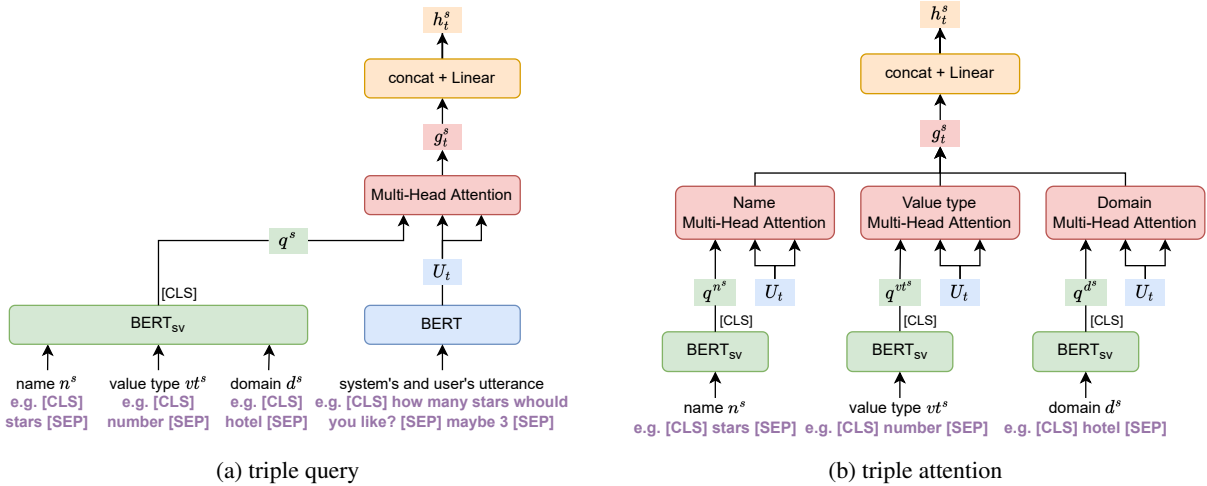 h_t^s
concat + Linear
g_t^s
Multi-Head Attention
q^s
U_t
[CLS]
BERT_sv
BERT
name n^s
e.g. [CLS]
stars [SEP]
value type vt^s
e.g. [CLS]
number [SEP]
domain d^s
e.g. [CLS]
hotel [SEP]
system's and user's utterance
e.g. [CLS] how many stars whould
you like? [SEP] maybe 3 [SEP]
(a) triple query
h_t^s
concat + Linear
g_t^s
Name
Multi-Head Attention
Value type
Multi-Head Attention
Domain
Multi-Head Attention
q^{n^s}
U_t
q^{vt^s}
U_t
q^{d^s}
U_t
[CLS]
[CLS]
[CLS]
BERT_sv
BERT_sv
BERT_sv
name n^s
e.g. [CLS] stars [SEP]
value type vt^s
e.g. [CLS] number [SEP]
domain d^s
e.g. [CLS] hotel [SEP]
(b) triple attention